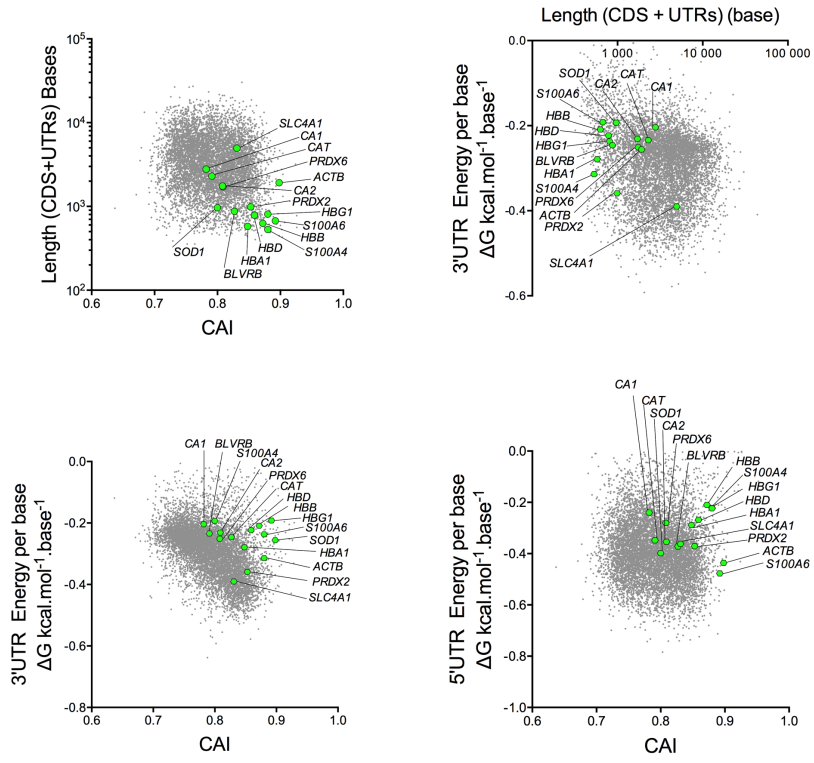 10⁵
10⁴
10³
10²
Length (CDS+UTRs) Bases
SLC4A1
CA1
CAT
PRDX6
ACTB
CA2
PRDX2
HBG1
S100A6
HBB
S100A4
HBD
HBA1
BLVRB
SOD1
0.6 0.7 0.8 0.9 1.0
CAI
Length (CDS + UTRs) (base)
1 000 10 000 100 000
0.0
-0.2
-0.4
-0.6
3'UTR Energy per base
ΔG kcal.mol⁻¹.base⁻¹
SOD1
CAT
CA2
CA1
S100A6
HBB
HBD
HBG1
BLVRB
HBA1
S100A4
PRDX6
ACTB
PRDX2
SLC4A1
0.0
-0.2
-0.4
-0.6
-0.8
3'UTR Energy per base
ΔG kcal.mol⁻¹.base⁻¹
CA1
BLVRB
S100A4
CA2
PRDX6
CAT
HBD
HBB
HBG1
S100A6
SOD1
HBA1
ACTB
PRDX2
SLC4A1
0.6 0.7 0.8 0.9 1.0
CAI
0.0
-0.2
-0.4
-0.6
-0.8
-1.0
5'UTR Energy per base
ΔG kcal.mol⁻¹.base⁻¹
CA1
CAT
SOD1
CA2
PRDX6
BLVRB
HBB
S100A4
HBG1
HBD
HBA1
SLC4A1
PRDX2
ACTB
S100A6
0.6 0.7 0.8 0.9 1.0
CAI